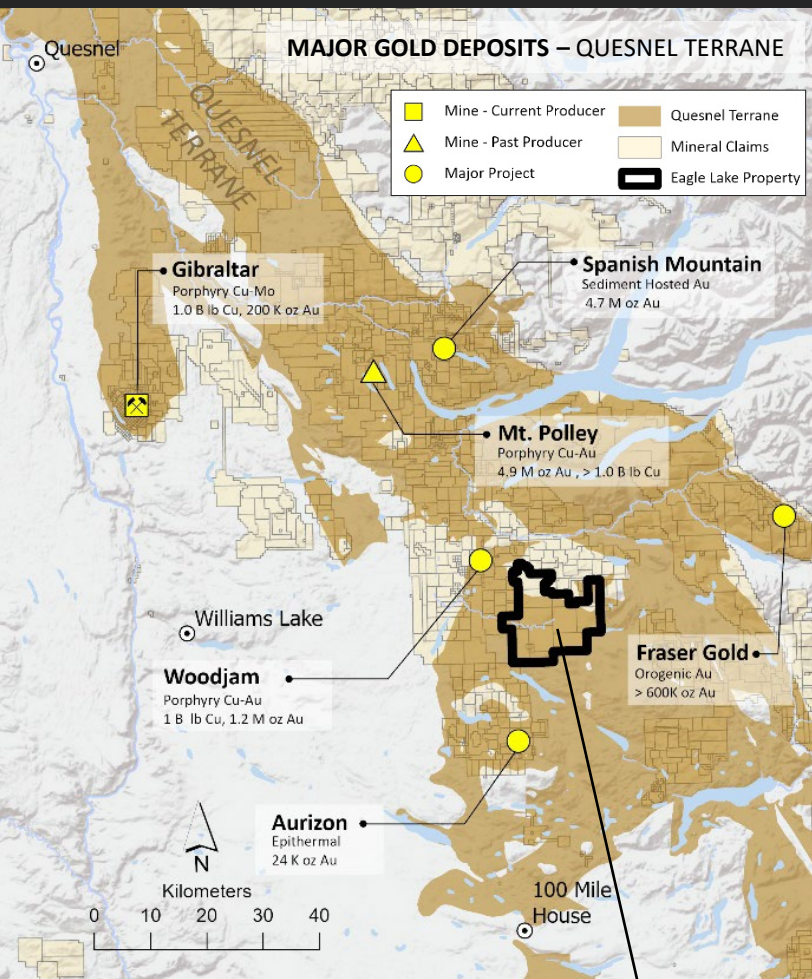 MAJOR GOLD DEPOSITS – QUESNEL TERRANE
Quesnel
QUESNEL
TERRANE
Mine - Current Producer
Mine - Past Producer
Major Project
Quesnel Terrane
Mineral Claims
Eagle Lake Property
Gibraltar
Porphyry Cu-Mo
1.0 B lb Cu, 200 K oz Au
Spanish Mountain
Sediment Hosted Au
4.7 M oz Au
Mt. Polley
Porphyry Cu-Au
4.9 M oz Au , > 1.0 B lb Cu
Williams Lake
Woodjam
Porphyry Cu-Au
1 B lb Cu, 1.2 M oz Au
Fraser Gold
Orogenic Au
> 600K oz Au
Aurizon
Epithermal
24 K oz Au
N
Kilometers
0 10 20 30 40
100 Mile
House